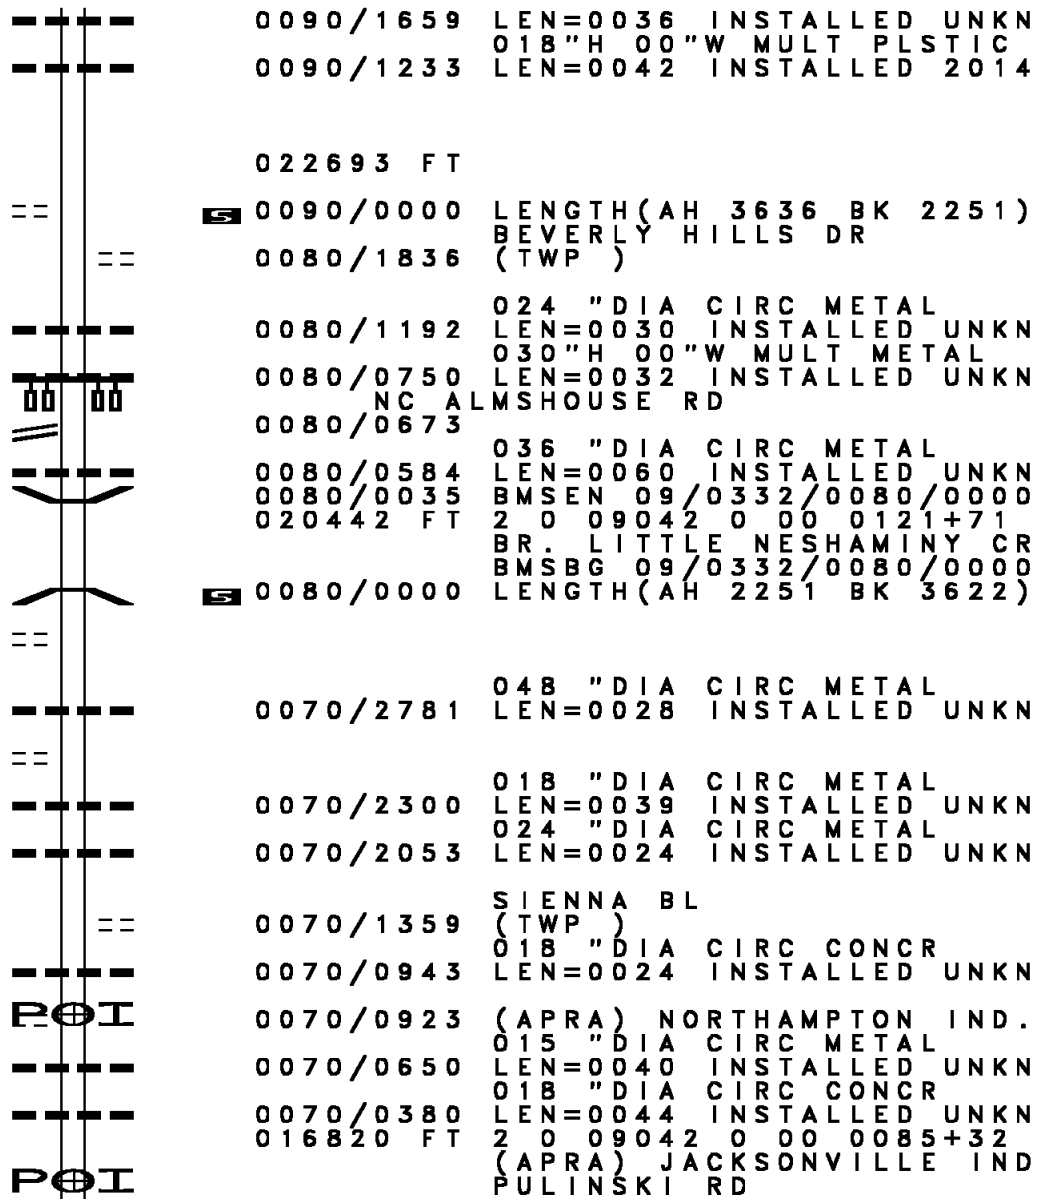 0090/1659 LEN=0036 INSTALLED UNKN
018"H 00"W MULT PLSTIC
0090/1233 LEN=0042 INSTALLED 2014
022693 FT
S 0090/0000 LENGTH(AH 3636 BK 2251)
BEVERLY HILLS DR
0080/1836 (TWP )
024 "DIA CIRC METAL
0080/1192 LEN=0030 INSTALLED UNKN
030"H 00"W MULT METAL
0080/0750 LEN=0032 INSTALLED UNKN
NC ALMSHOUSE RD
0080/0673
036 "DIA CIRC METAL
0080/0584 LEN=0060 INSTALLED UNKN
0080/0035 BMSEN 09/0332/0080/0000
020442 FT 2 0 09042 0 00 0121+71
BR. LITTLE NESHAMINY CR
BMSBG 09/0332/0080/0000
S 0080/0000 LENGTH(AH 2251 BK 3622)
048 "DIA CIRC METAL
0070/2781 LEN=0028 INSTALLED UNKN
018 "DIA CIRC METAL
0070/2300 LEN=0039 INSTALLED UNKN
024 "DIA CIRC METAL
0070/2053 LEN=0024 INSTALLED UNKN
SIENNA BL
0070/1359 (TWP )
018 "DIA CIRC CONCR
0070/0943 LEN=0024 INSTALLED UNKN
POI 0070/0923 (APRA) NORTHAMPTON IND.
015 "DIA CIRC METAL
0070/0650 LEN=0040 INSTALLED UNKN
018 "DIA CIRC CONCR
0070/0380 LEN=0044 INSTALLED UNKN
016820 FT 2 0 09042 0 00 0085+32
(APRA) JACKSONVILLE IND
POI PULINSKI RD